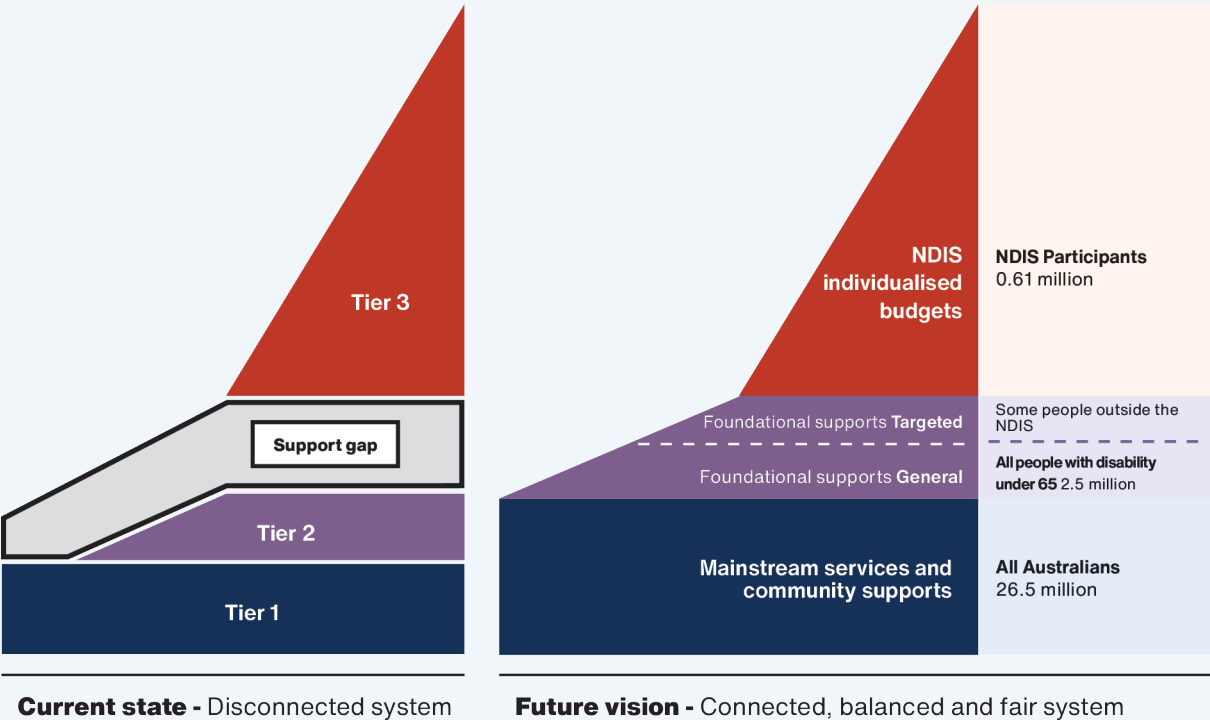 Tier 3
Support gap
Tier 2
Tier 1
Current state - Disconnected system
NDIS
individualised
budgets
Foundational supports Targeted
Foundational supports General
Mainstream services and
community supports
NDIS Participants
0.61 million
Some people outside the
NDIS
All people with disability
under 65 2.5 million
All Australians
26.5 million
Future vision - Connected, balanced and fair system